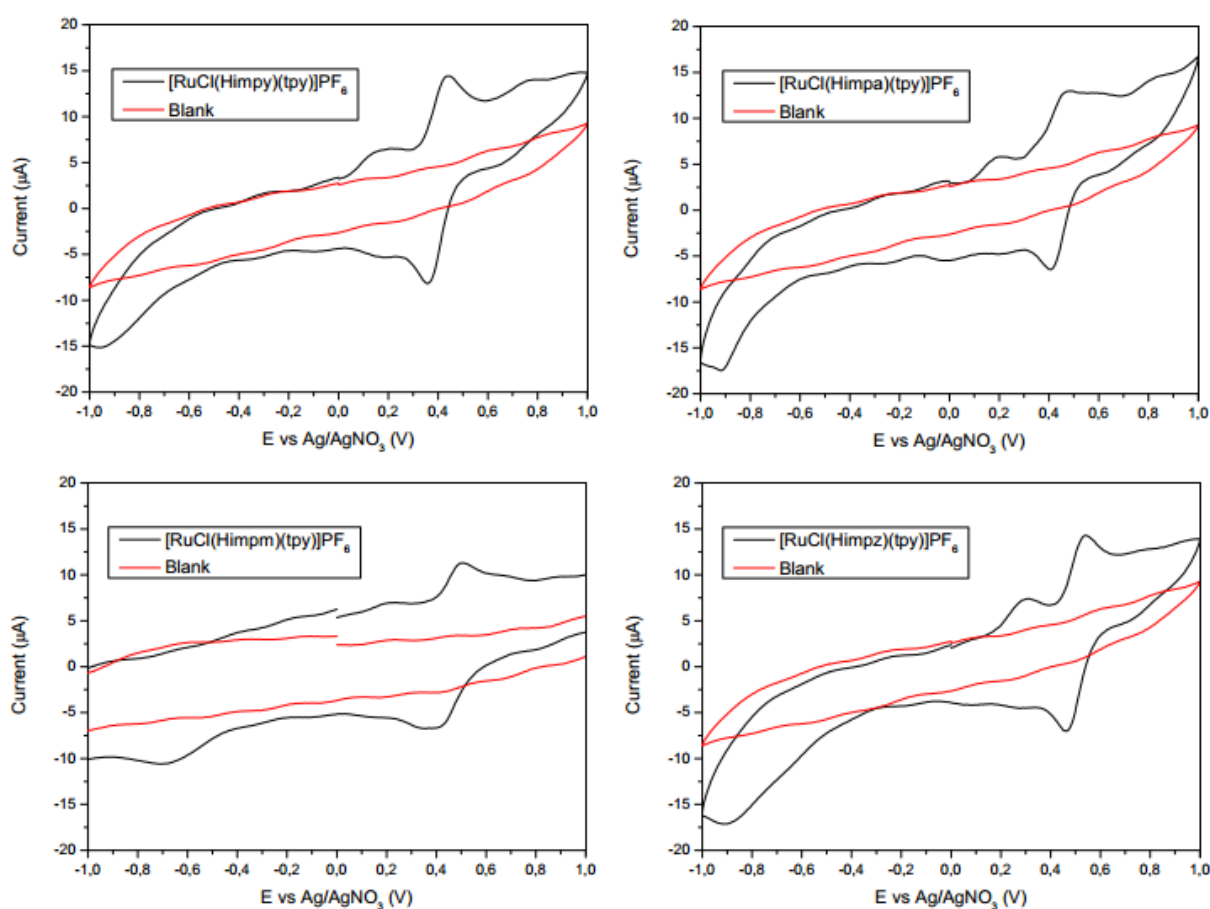 20
15
10
5
0
-5
-10
-15
-20
Current (μA)
[RuCl(Himpy)(tpy)]PF₆
Blank
-1,0 -0,8 -0,6 -0,4 -0,2 0,0 0,2 0,4 0,6 0,8 1,0
E vs Ag/AgNO₃ (V)
20
15
10
5
0
-5
-10
-15
-20
Current (μA)
[RuCl(Himpa)(tpy)]PF₆
Blank
-1,0 -0,8 -0,6 -0,4 -0,2 0,0 0,2 0,4 0,6 0,8 1,0
E vs Ag/AgNO₃ (V)
20
15
10
5
0
-5
-10
-15
-20
Current (μA)
[RuCl(Himpm)(tpy)]PF₆
Blank
-1,0 -0,8 -0,6 -0,4 -0,2 0,0 0,2 0,4 0,6 0,8 1,0
E vs Ag/AgNO₃ (V)
20
15
10
5
0
-5
-10
-15
-20
Current (μA)
[RuCl(Himpz)(tpy)]PF₆
Blank
-1,0 -0,8 -0,6 -0,4 -0,2 0,0 0,2 0,4 0,6 0,8 1,0
E vs Ag/AgNO₃ (V)